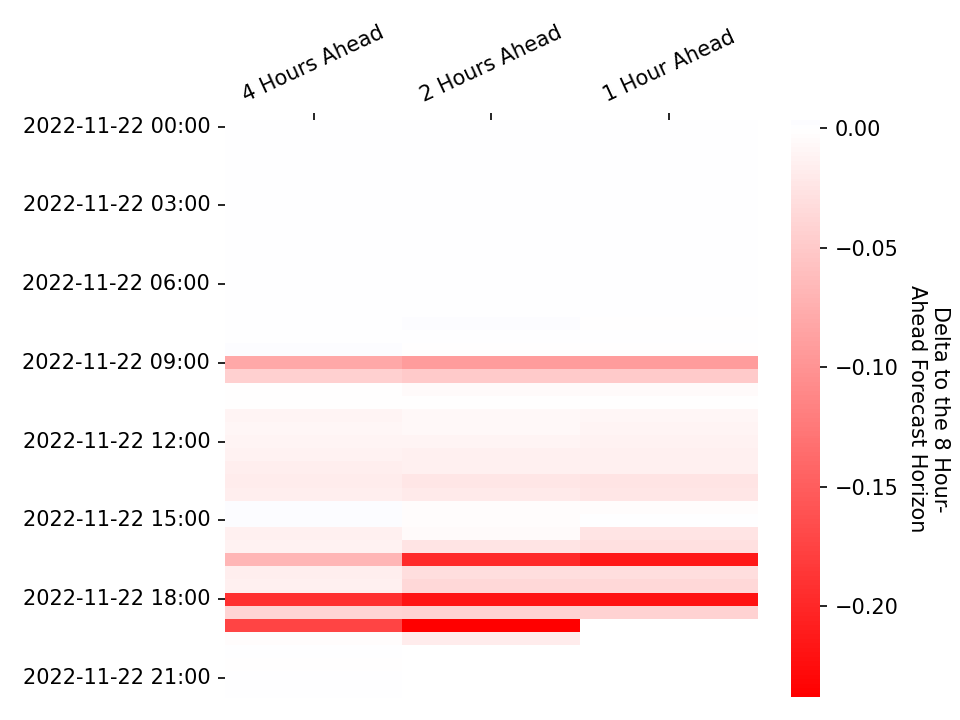 4 Hours Ahead
2 Hours Ahead
1 Hour Ahead
2022-11-22 00:00
2022-11-22 03:00
2022-11-22 06:00
2022-11-22 09:00
2022-11-22 12:00
2022-11-22 15:00
2022-11-22 18:00
2022-11-22 21:00
0.00
−0.05
−0.10
−0.15
−0.20
Delta to the 8 Hour-
Ahead Forecast Horizon